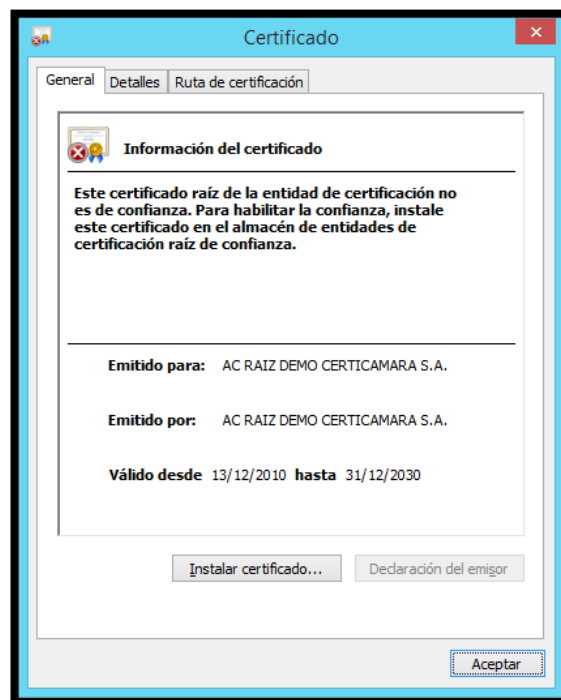 Certificado
General Detalles Ruta de certificación
Información del certificado
Este certificado raíz de la entidad de certificación no
es de confianza. Para habilitar la confianza, instale
este certificado en el almacén de entidades de
certificación raíz de confianza.
Emitido para: AC RAIZ DEMO CERTICAMARA S.A.
Emitido por: AC RAIZ DEMO CERTICAMARA S.A.
Válido desde 13/12/2010 hasta 31/12/2030
Instalar certificado... Declaración del emisor
Aceptar